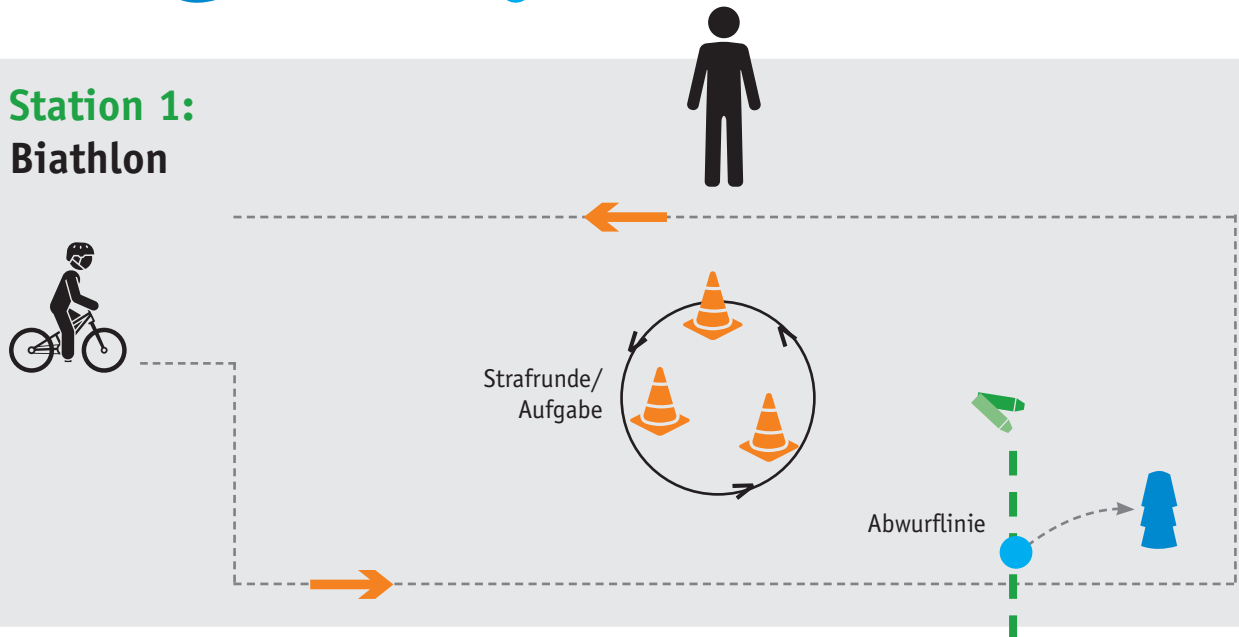 Station 1:
Biathlon
Strafrunde/
Aufgabe
Abwurflinie